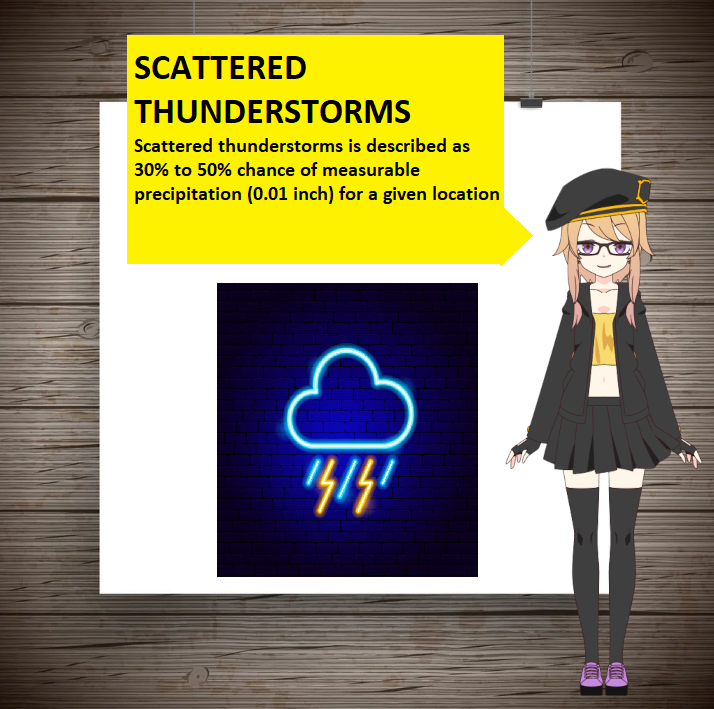 SCATTERED
THUNDERSTORMS
Scattered thunderstorms is described as
30% to 50% chance of measurable
precipitation (0.01 inch) for a given location